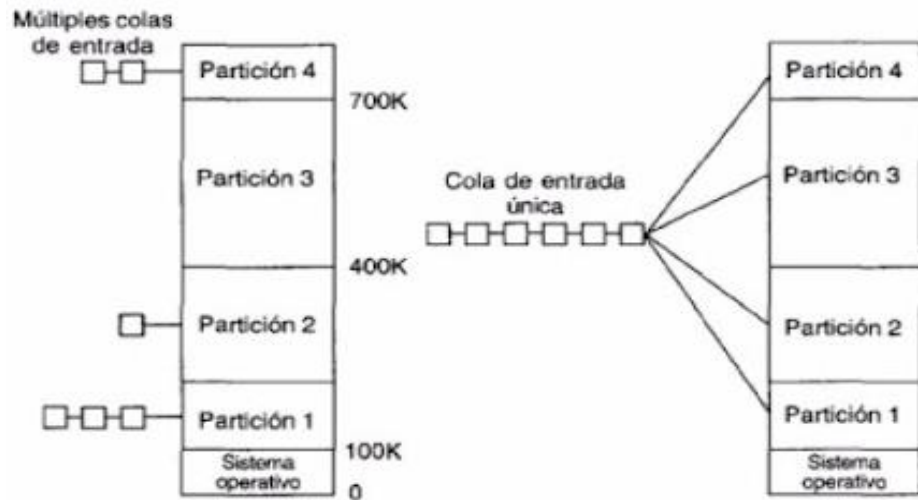 Múltiples colas
de entrada
Partición 4
700K
Partición 3
400K
Partición 2
Partición 1
100K
Sistema
operativo
0
Cola de entrada
única
Partición 4
Partición 3
Partición 2
Partición 1
Sistema
operativo